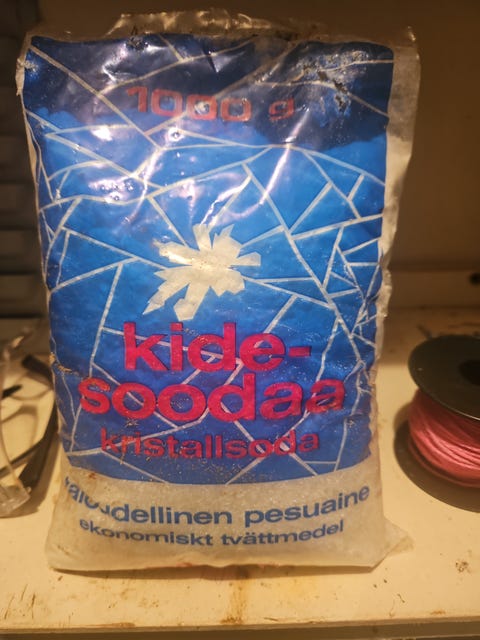 1000 g
kide-
soodaa
kristallsoda
taloudellinen pesuaine
ekonomiskt tvättmedel